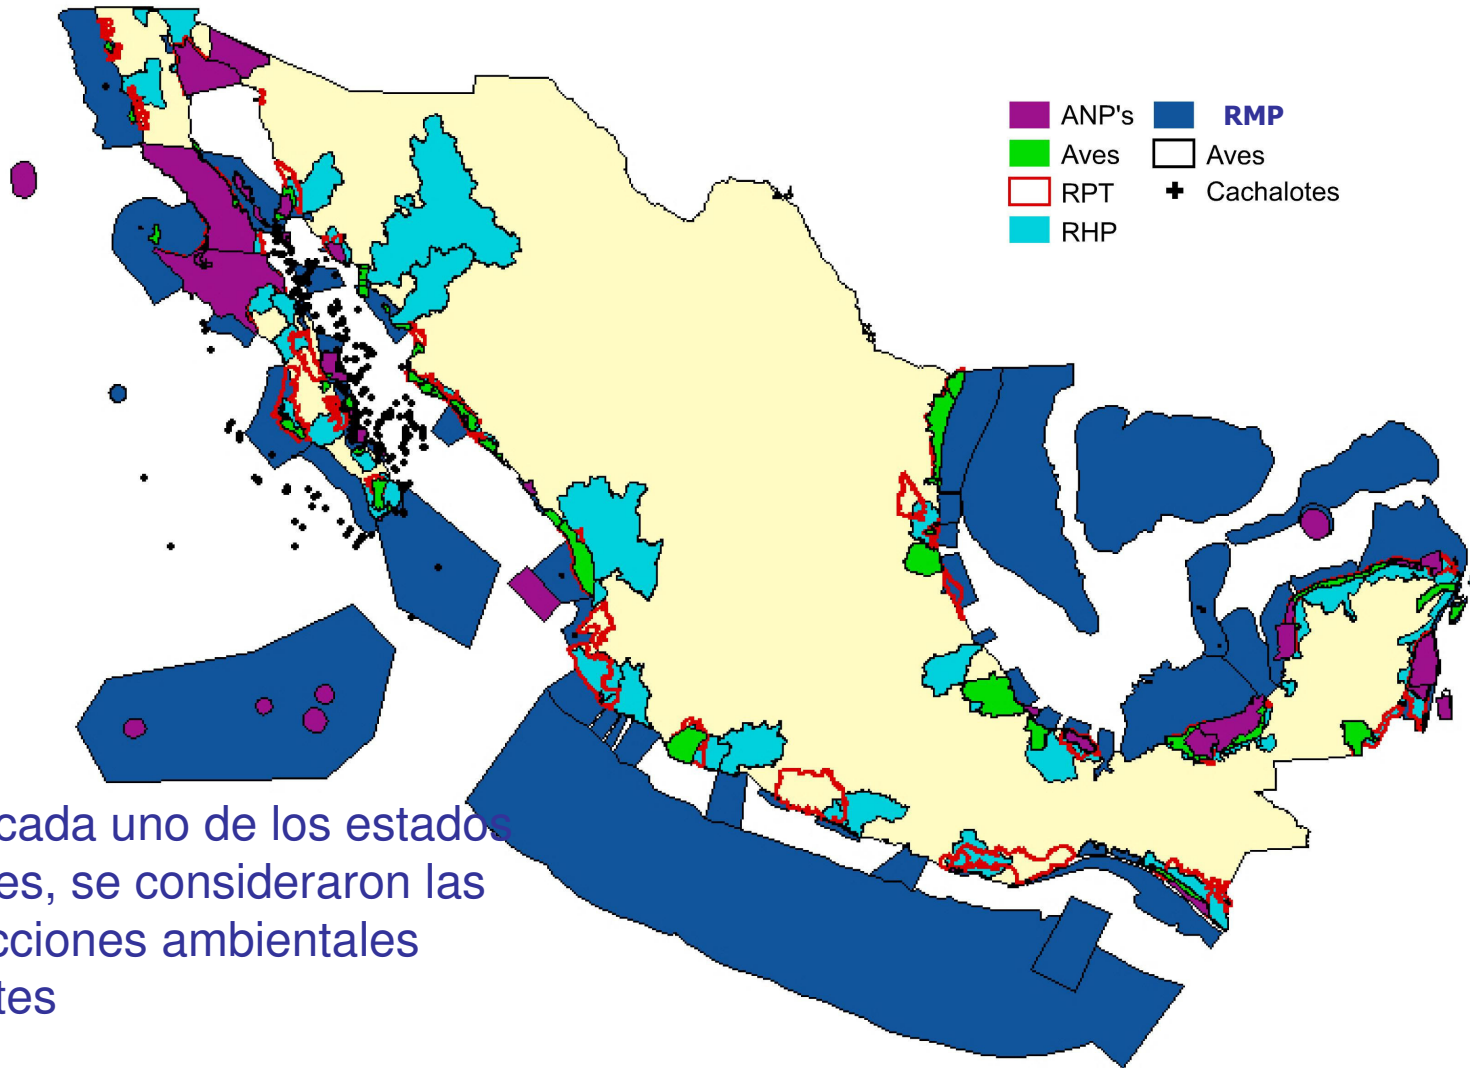 ANP's RMP
Aves Aves
RPT Cachalotes
RHP
cada uno de los estados
es, se consideraron las
cciones ambientales
tes